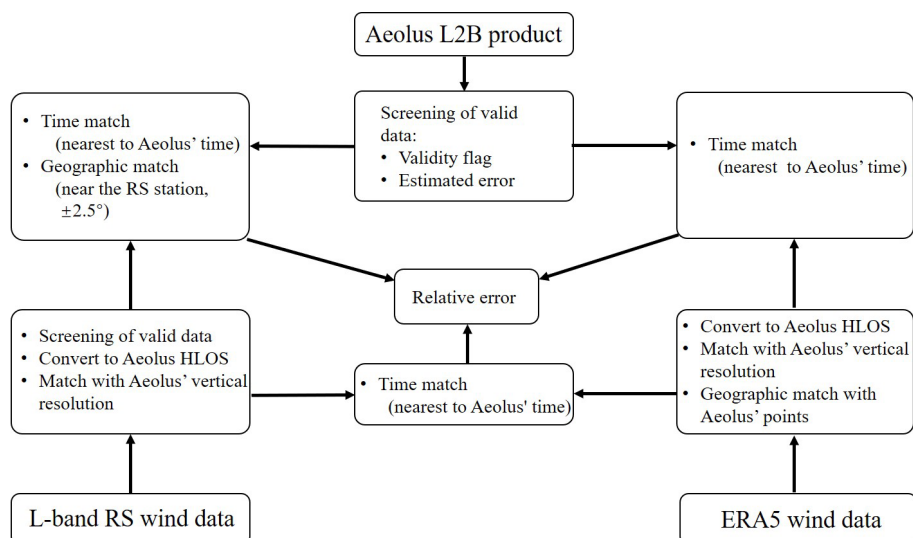 Aeolus L2B product
• Time match
(nearest to Aeolus' time)
• Geographic match
(near the RS station,
±2.5°)
Screening of valid
data:
• Validity flag
• Estimated error
• Time match
(nearest to Aeolus' time)
Relative error
• Screening of valid data
• Convert to Aeolus HLOS
• Match with Aeolus' vertical
resolution
• Time match
(nearest to Aeolus' time)
• Convert to Aeolus HLOS
• Match with Aeolus' vertical
resolution
• Geographic match with
Aeolus' points
L-band RS wind data
ERA5 wind data